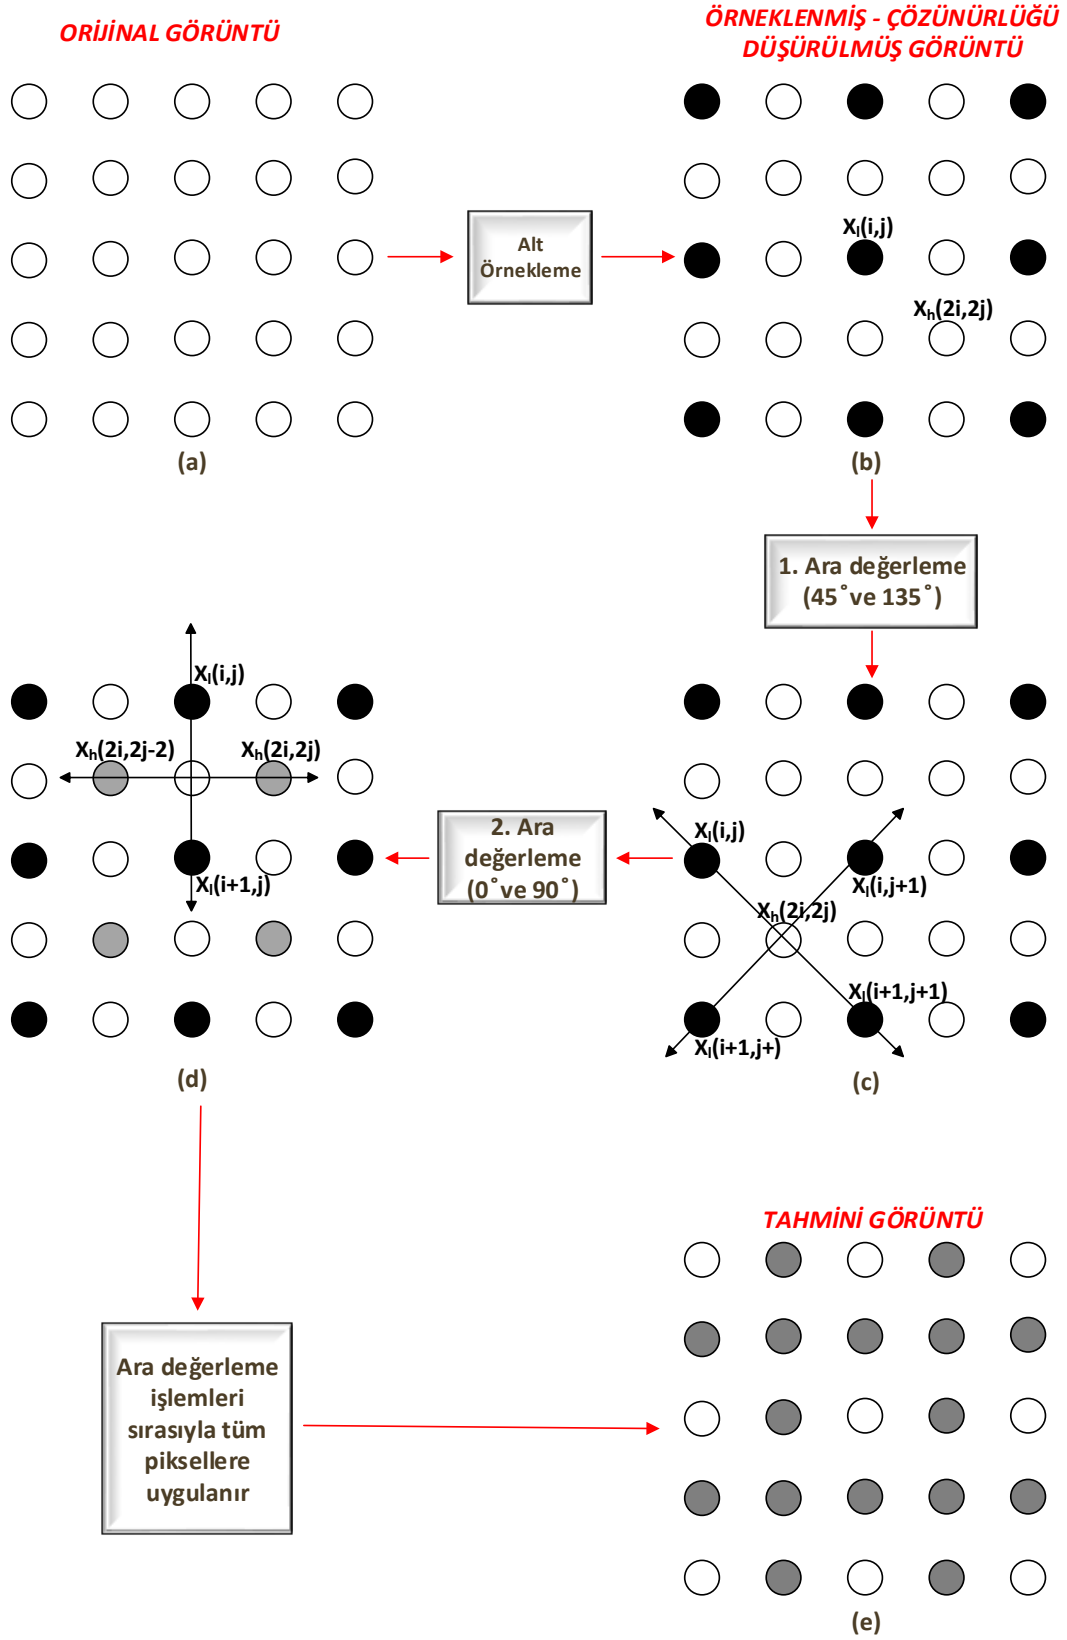 ORİJİNAL GÖRÜNTÜ
ÖRNEKLENMİŞ - ÇÖZÜNÜRLÜĞÜ
DÜŞÜRÜLMÜŞ GÖRÜNTÜ
Alt
Örnekleme
Xl(i,j)
Xh(2i,2j)
(a)
(b)
1. Ara değerleme
(45˚ve 135˚)
Xl(i,j)
Xl(i,j+1)
Xh(2i,2j)
Xl(i+1,j+1)
Xl(i+1,j+)
(c)
2. Ara
değerleme
(0˚ve 90˚)
Xl(i,j)
Xh(2i,2j-2)
Xh(2i,2j)
Xl(i+1,j)
(d)
Ara değerleme
işlemleri
sırasıyla tüm
piksellere
uygulanır
TAHMİNİ GÖRÜNTÜ
(e)